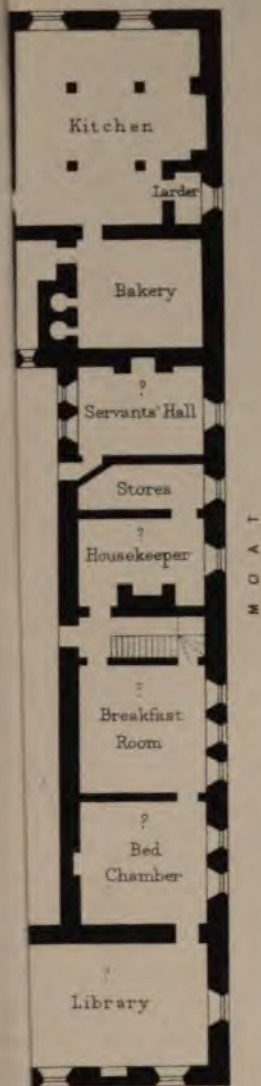 Kitchen
Larder
Bakery
?
Servants' Hall
Stores
?
Housekeeper
MOAT
?
Breakfast
Room
?
Bed
Chamber
?
Library